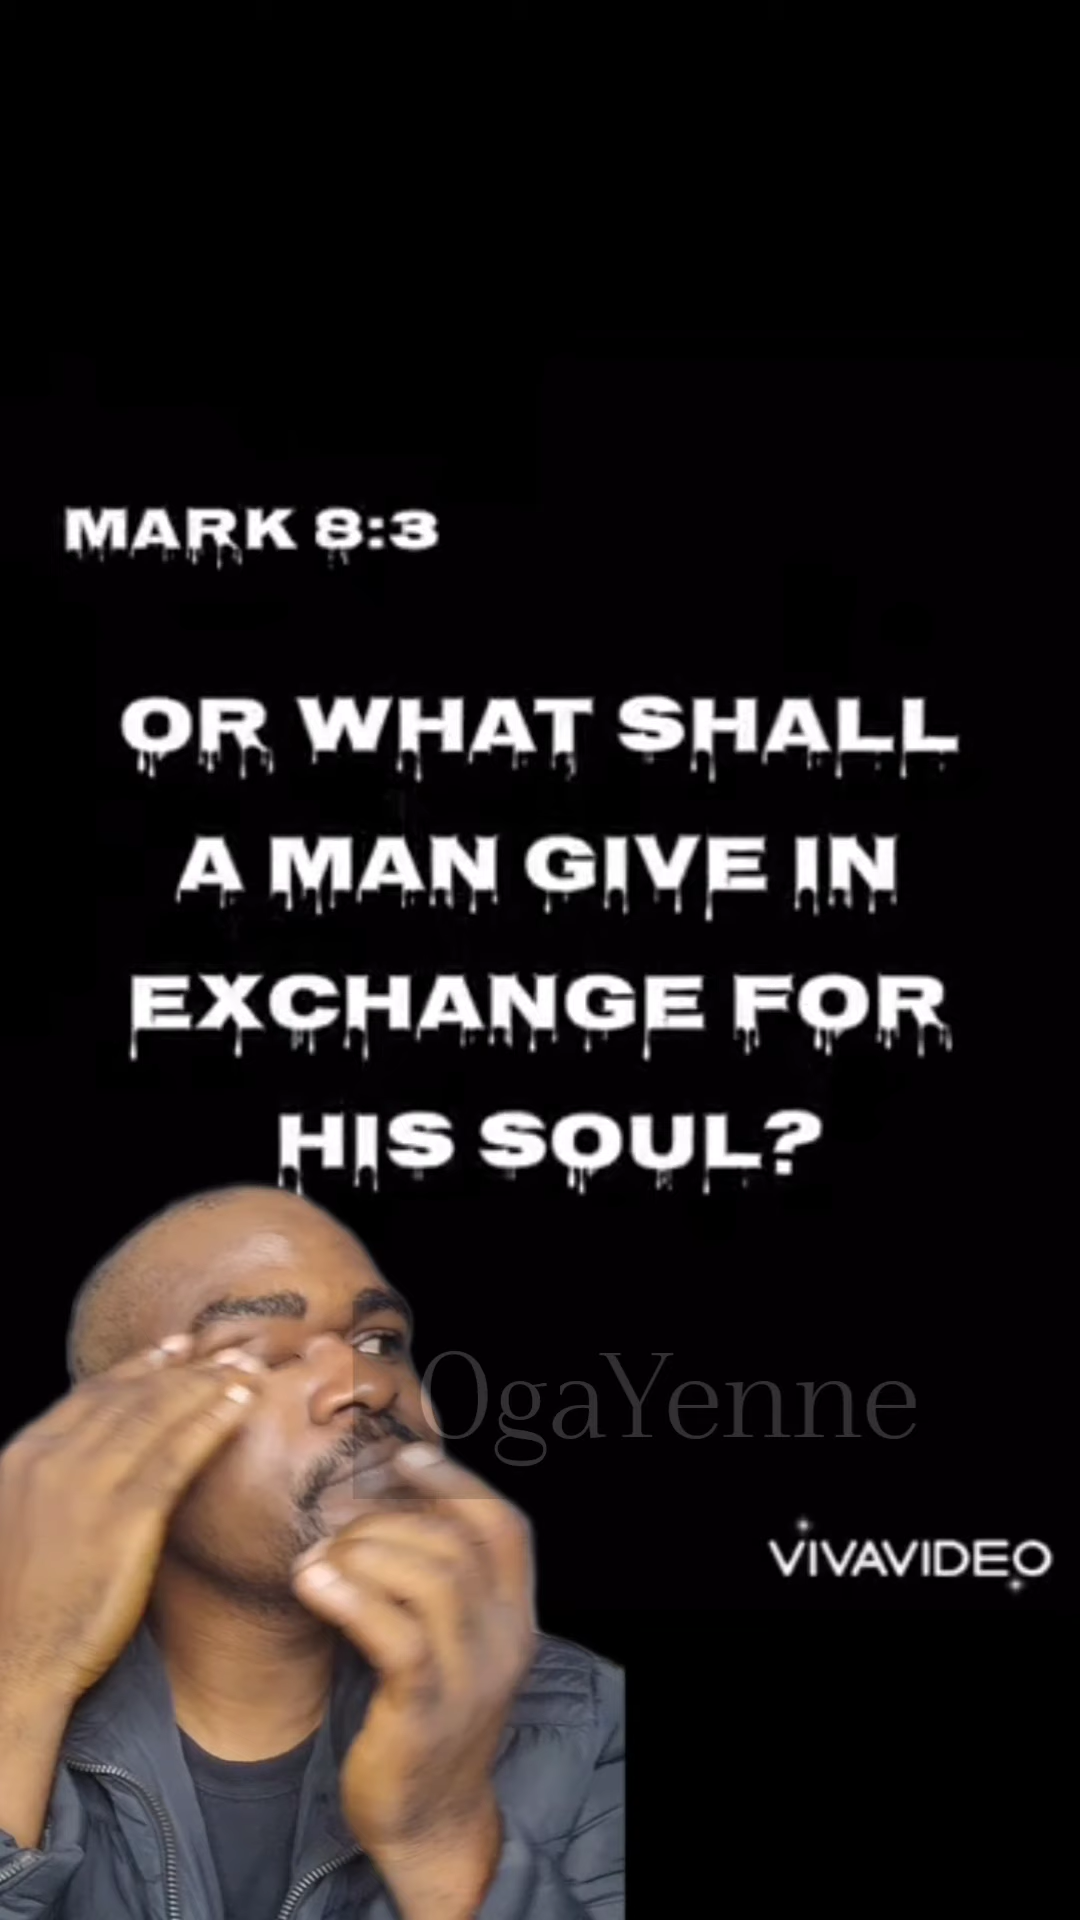 MARK 8:3
OR WHAT SHALL
A MAN GIVE IN
EXCHANGE FOR
HIS SOUL?
OgaYenne
VIVAVIDEO